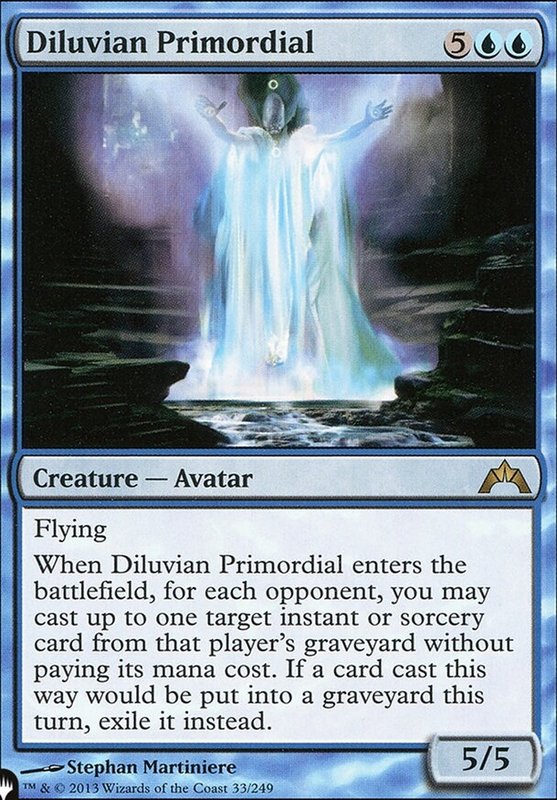 Diluvian Primordial 5
Creature — Avatar
Flying
When Diluvian Primordial enters the
battlefield, for each opponent, you may
cast up to one target instant or sorcery
card from that player's graveyard without
paying its mana cost. If a card cast this
way would be put into a graveyard this
turn, exile it instead.
5/5
Stephan Martiniere
™ & © 2013 Wizards of the Coast 33/249